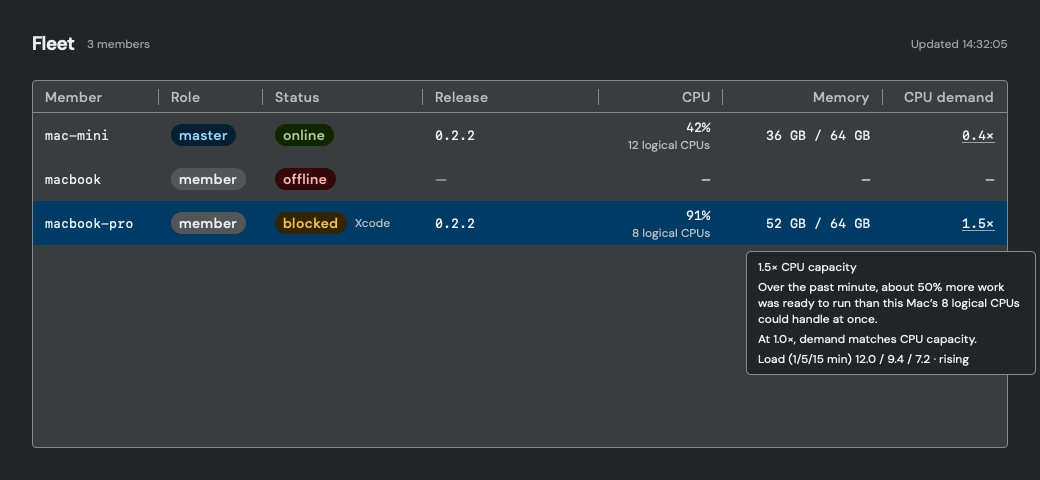 Fleet 3 members Updated 14:32:05
Member Role Status Release CPU Memory CPU demand
mac-mini master online 0.2.2 42% 36 GB / 64 GB 0.4×
12 logical CPUs
macbook member offline — — — —
macbook-pro member blocked Xcode 0.2.2 91% 52 GB / 64 GB 1.5×
8 logical CPUs
1.5× CPU capacity
Over the past minute, about 50% more work
was ready to run than this Mac's 8 logical CPUs
could handle at once.
At 1.0×, demand matches CPU capacity.
Load (1/5/15 min) 12.0 / 9.4 / 7.2 · rising